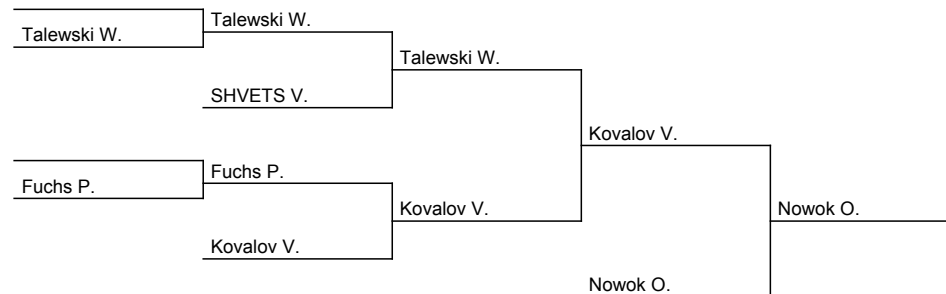 Talewski W.
Talewski W.
Talewski W.
SHVETS V.
Kovalov V.
Fuchs P.
Fuchs P.
Kovalov V.
Nowok O.
Kovalov V.
Nowok O.